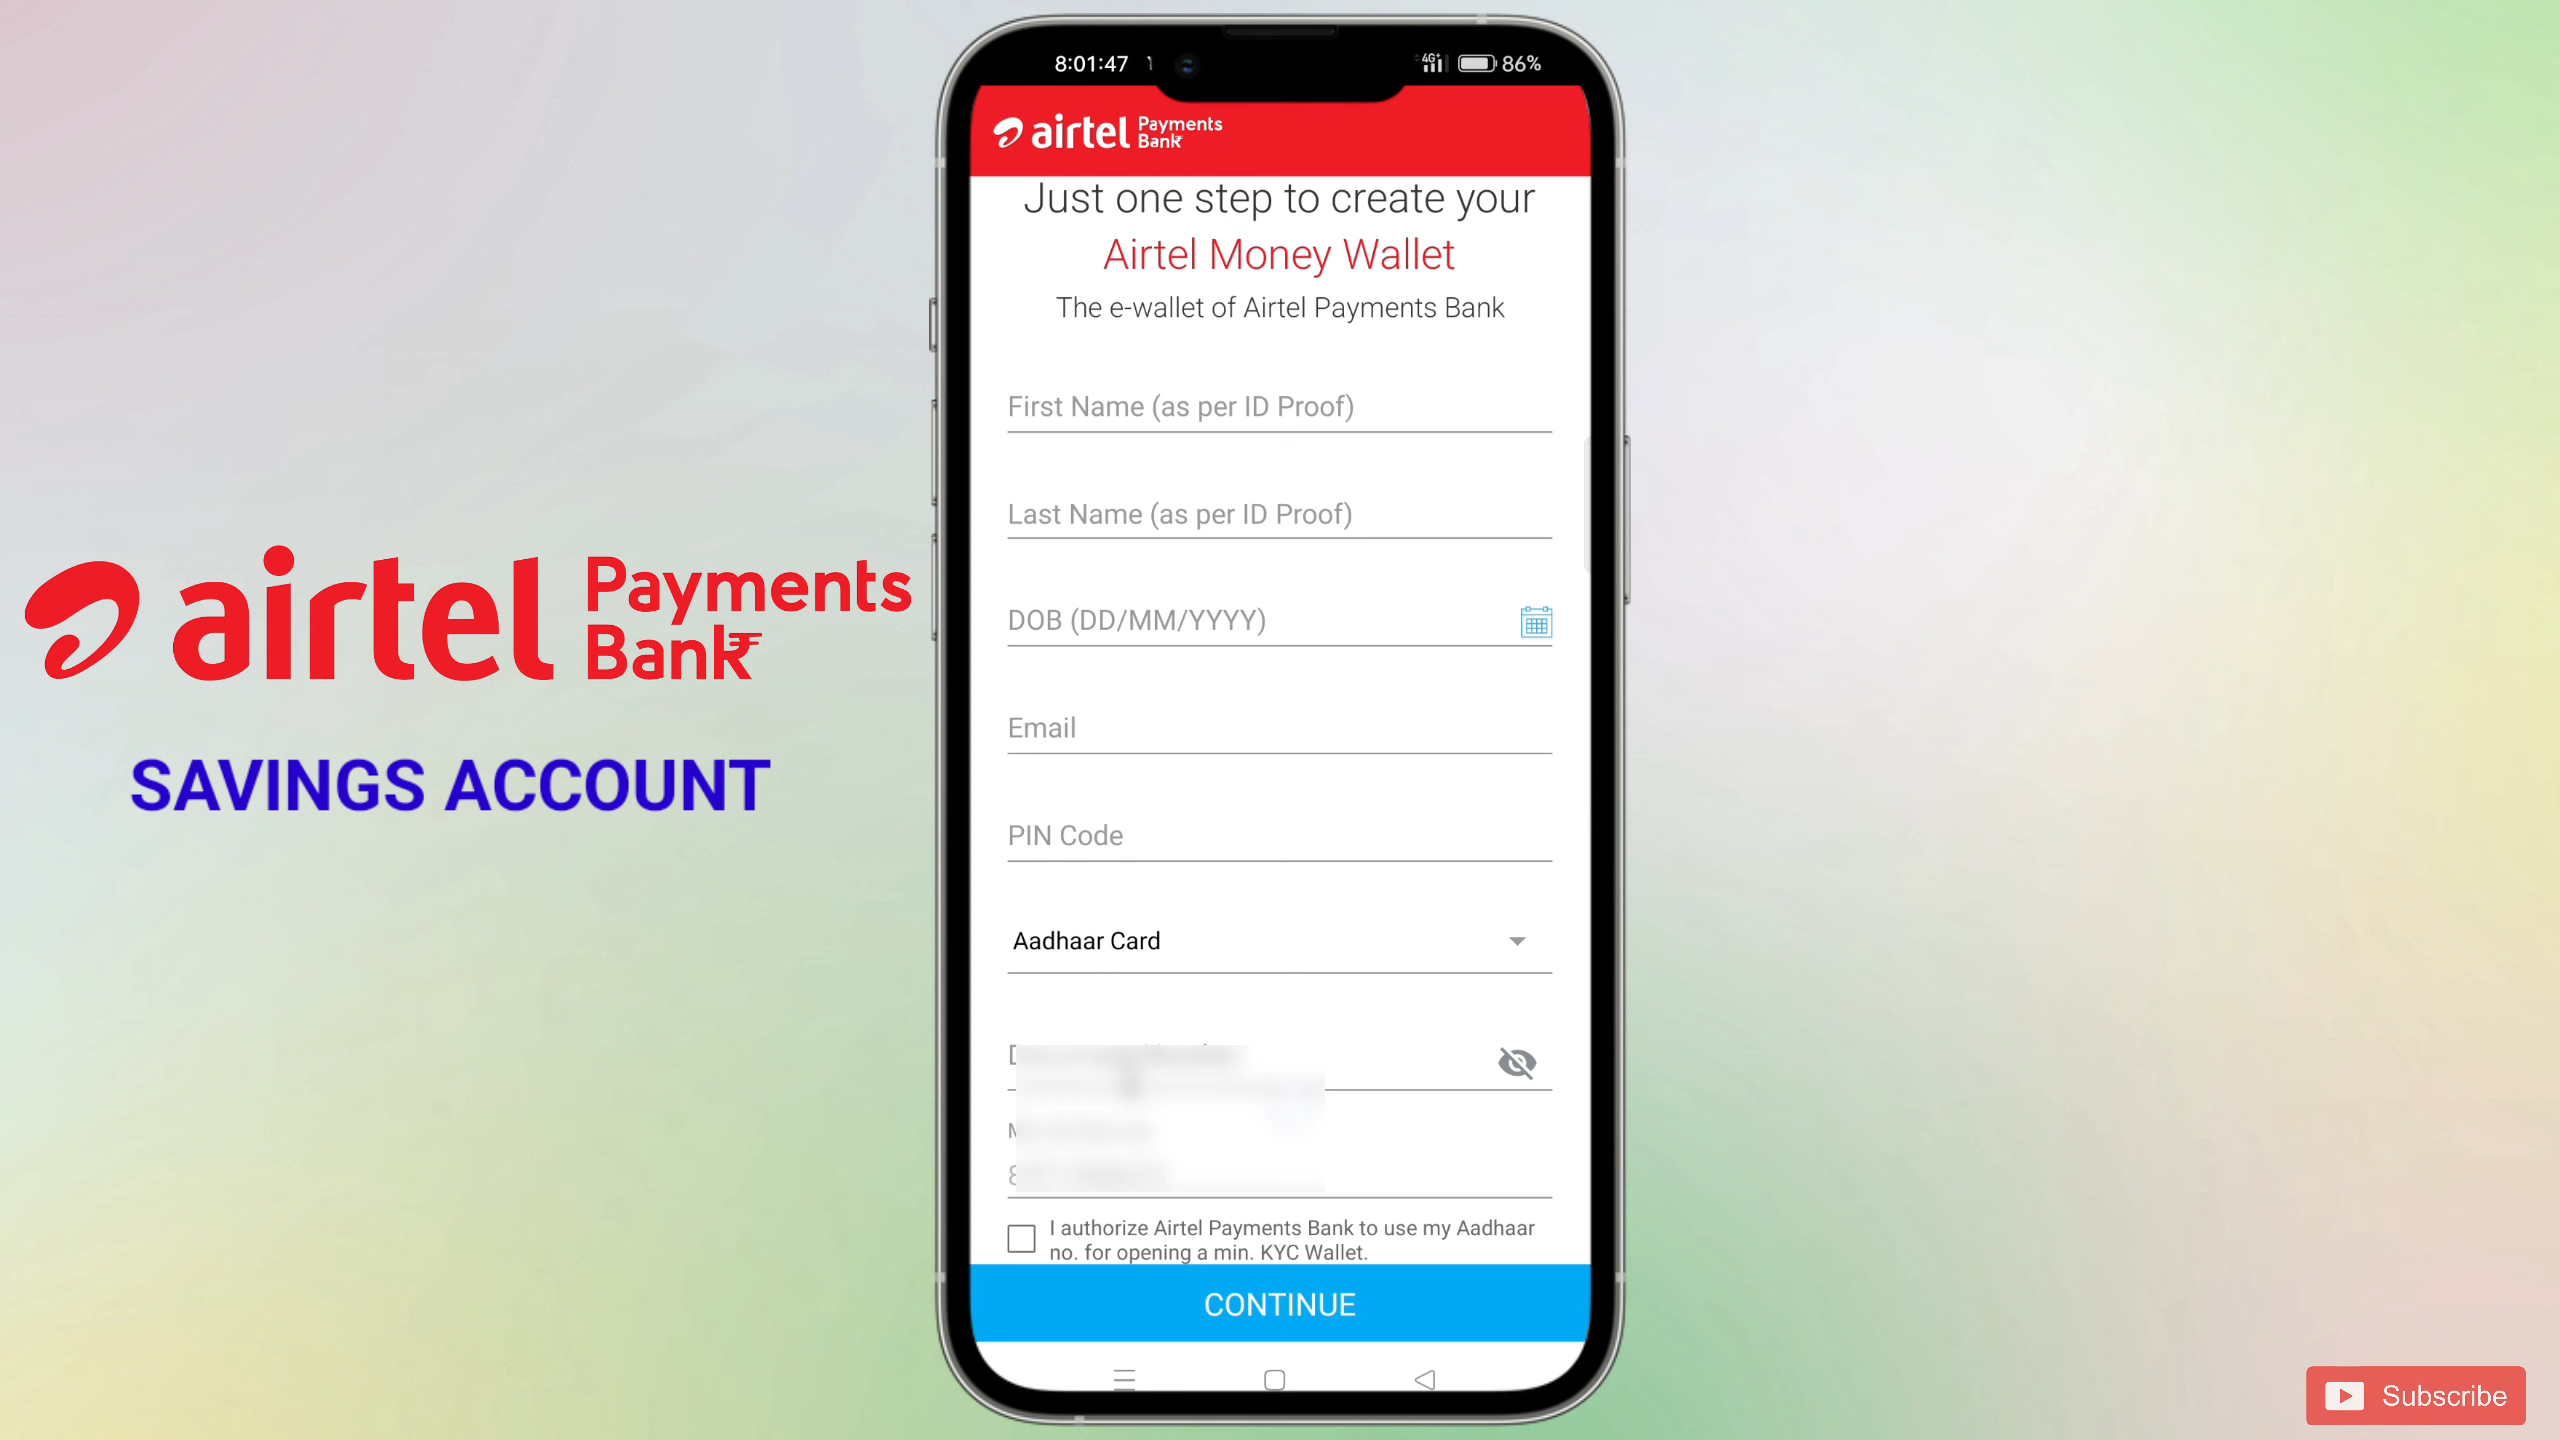 airtel Payments
Bank
SAVINGS ACCOUNT
8:01:47
4G+
86%
airtel Payments
Bank
Just one step to create your
Airtel Money Wallet
The e-wallet of Airtel Payments Bank
First Name (as per ID Proof)
Last Name (as per ID Proof)
DOB (DD/MM/YYYY)
Email
PIN Code
Aadhaar Card
I authorize Airtel Payments Bank to use my Aadhaar
no. for opening a min. KYC Wallet.
CONTINUE
Subscribe